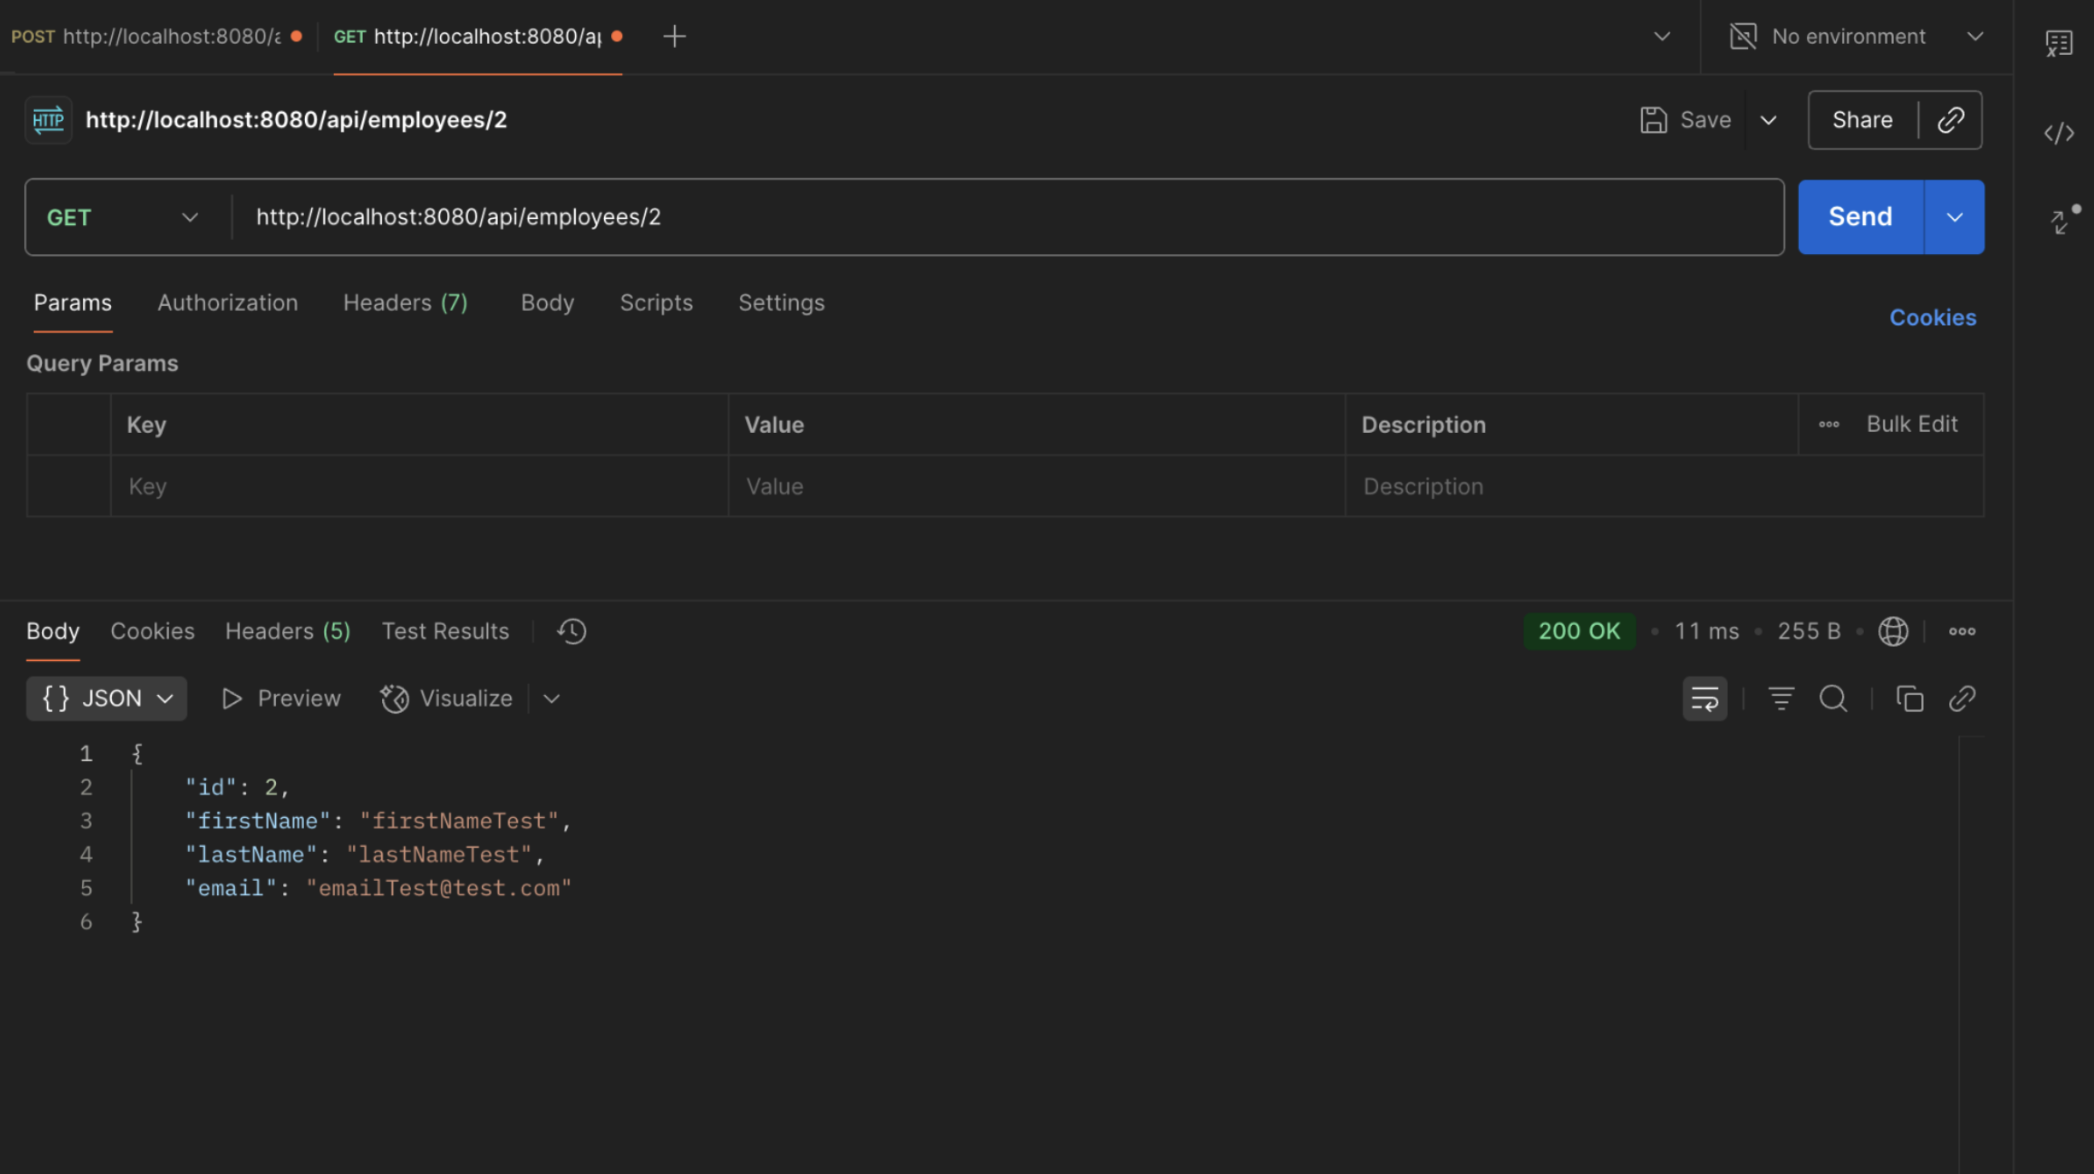 POST http://localhost:8080/a
GET http://localhost:8080/ap
No environment
HTTP http://localhost:8080/api/employees/2
Save
Share
GET http://localhost:8080/api/employees/2
Send
Params Authorization Headers (7) Body Scripts Settings
Cookies
Query Params
Key Value Description ooo Bulk Edit
Key Value Description
Body Cookies Headers (5) Test Results
200 OK • 11 ms • 255 B •
{} JSON Preview Visualize
1 {
2 "id": 2,
3 "firstName": "firstNameTest",
4 "lastName": "lastNameTest",
5 "email": "emailTest@test.com"
6 }